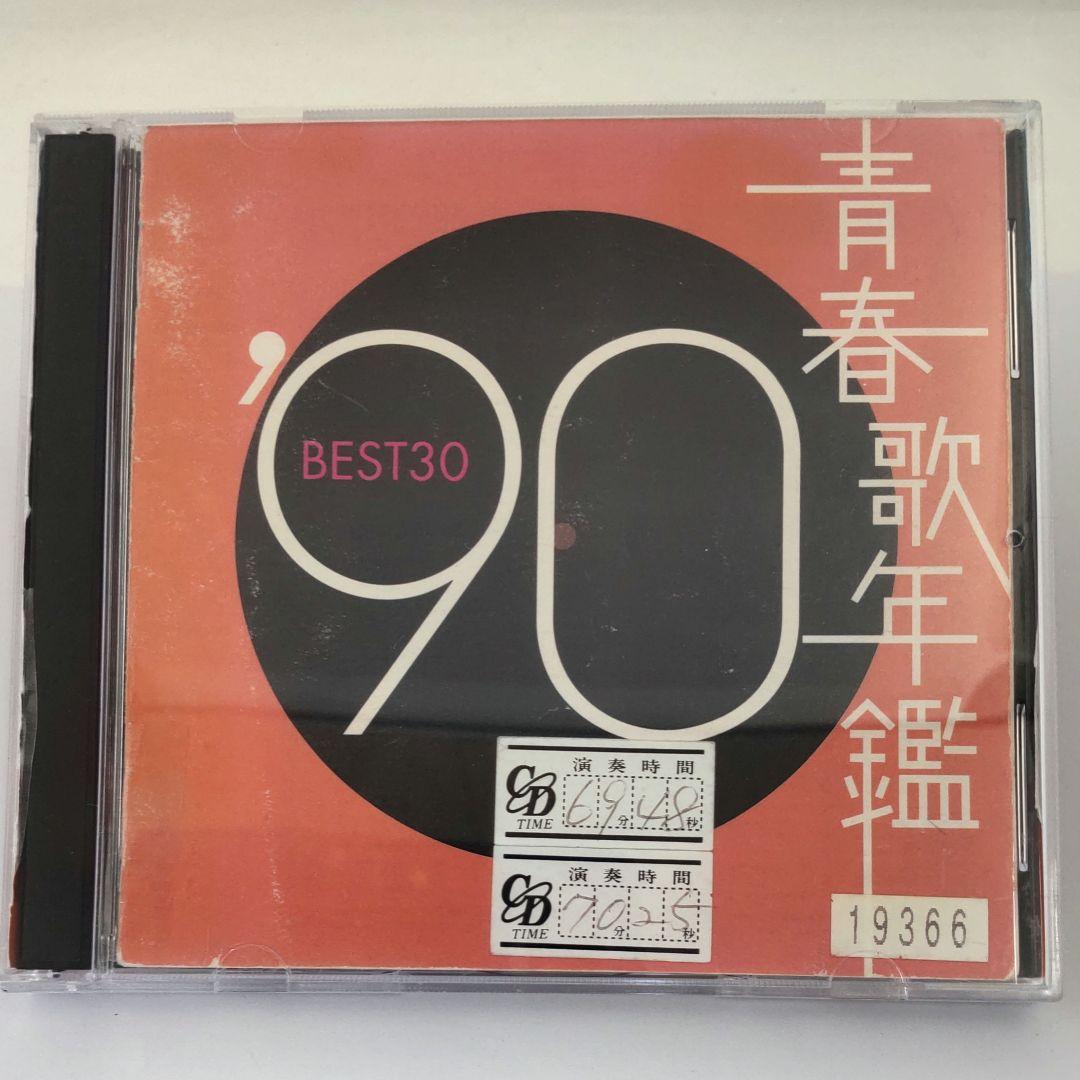 青春歌年鑑
'90
BEST30
演奏時間
CD TIME 69分48秒
演奏時間
CD TIME 70分25秒
19366